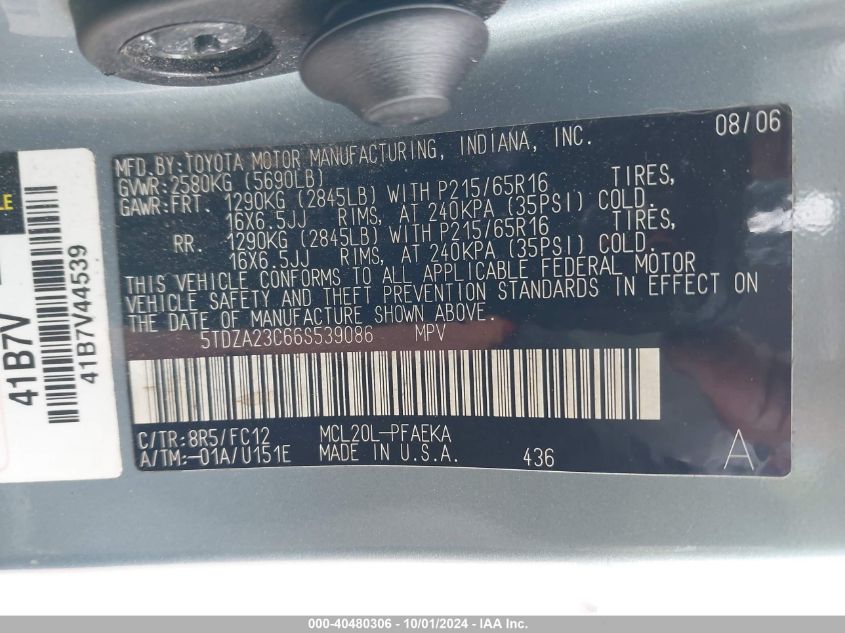 08/06
MFD.BY:TOYOTA MOTOR MANUFACTURING, INDIANA, INC.
GVWR:2580KG (5690LB)
GAWR:FRT. 1290KG (2845LB) WITH P215/65R16 TIRES,
16X6.5JJ RIMS, AT 240KPA (35PSI) COLD.
RR. 1290KG (2845LB) WITH P215/65R16 TIRES,
16X6.5JJ RIMS, AT 240KPA (35PSI) COLD.
THIS VEHICLE CONFORMS TO ALL APPLICABLE FEDERAL MOTOR
VEHICLE SAFETY AND THEFT PREVENTION STANDARDS IN EFFECT ON
THE DATE OF MANUFACTURE SHOWN ABOVE.
5TDZA23C66S539086 MPV
C/TR:8R5/FC12 MCL20L-PFAEKA
A/TM:-01A/U151E MADE IN U.S.A. 436 A
41B7V
41B7V44539
000-40480306 - 10/01/2024 - IAA Inc.